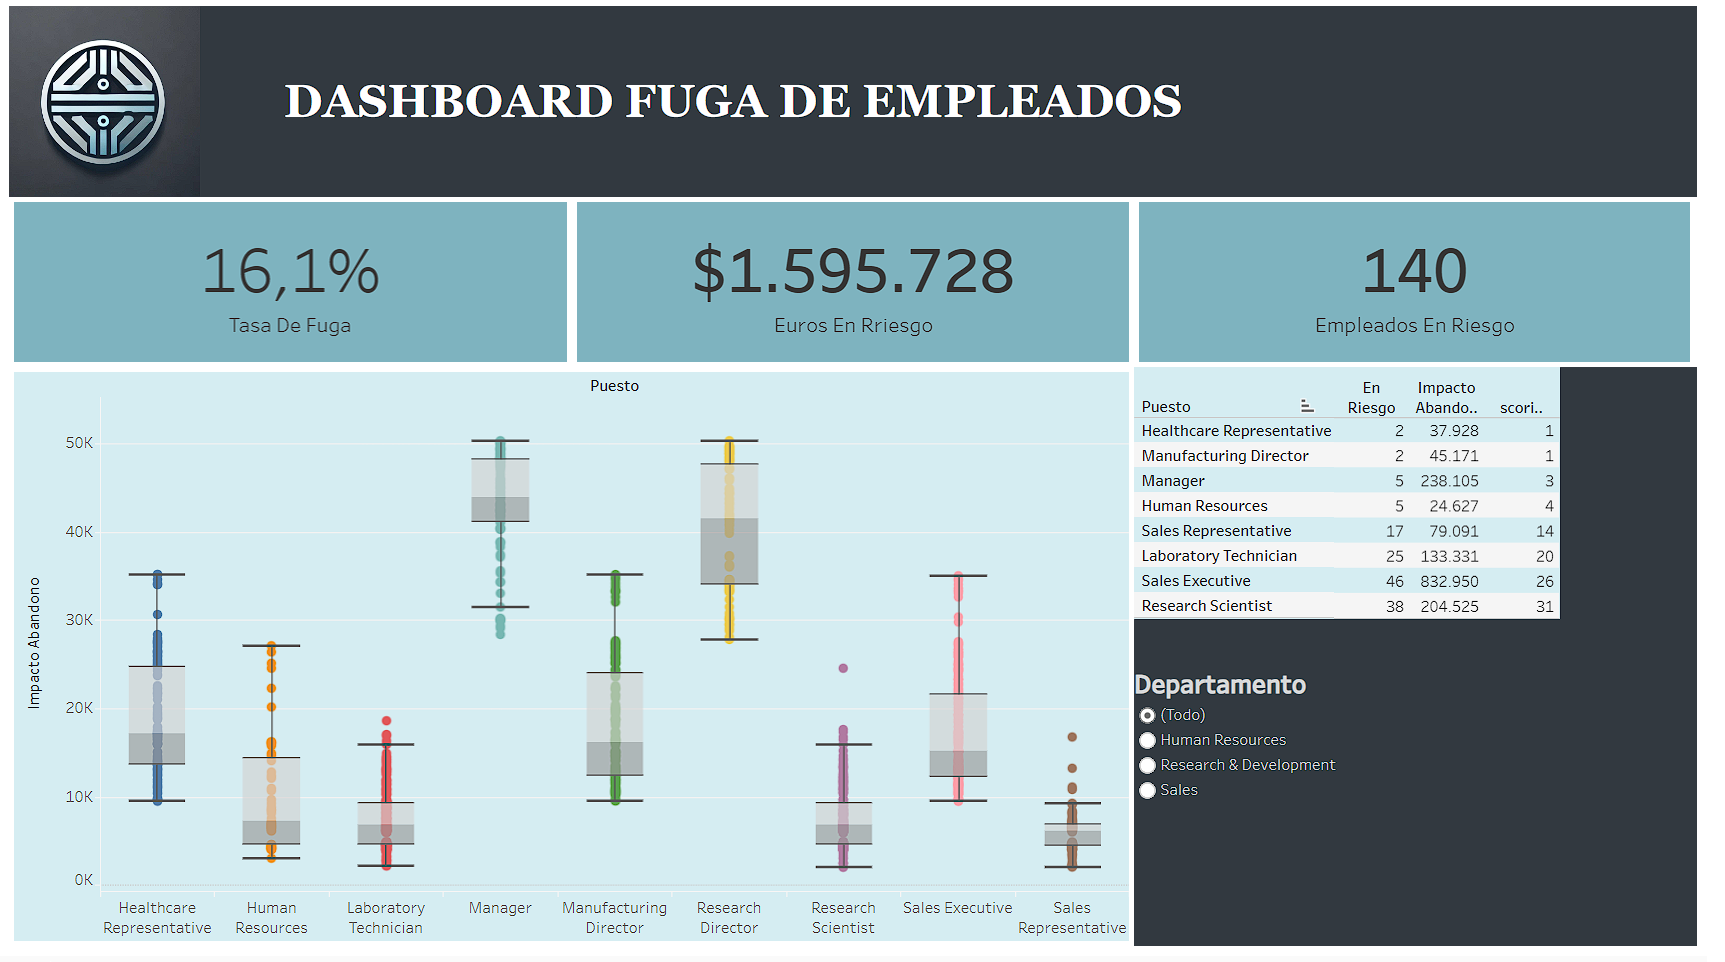 DASHBOARD FUGA DE EMPLEADOS
16,1%
Tasa De Fuga
$1.595.728
Euros En Rriesgo
140
Empleados En Riesgo
Puesto
Impacto Abandono
50K
40K
30K
20K
10K
0K
Healthcare Representative
Human Resources
Laboratory Technician
Manager
Manufacturing Director
Research Director
Research Scientist
Sales Executive
Sales Representative
Puesto En Riesgo Impacto Abando.. scori..
Healthcare Representative 2 37.928 1
Manufacturing Director 2 45.171 1
Manager 5 238.105 3
Human Resources 5 24.627 4
Sales Representative 17 79.091 14
Laboratory Technician 25 133.331 20
Sales Executive 46 832.950 26
Research Scientist 38 204.525 31
Departamento
(Todo)
Human Resources
Research & Development
Sales